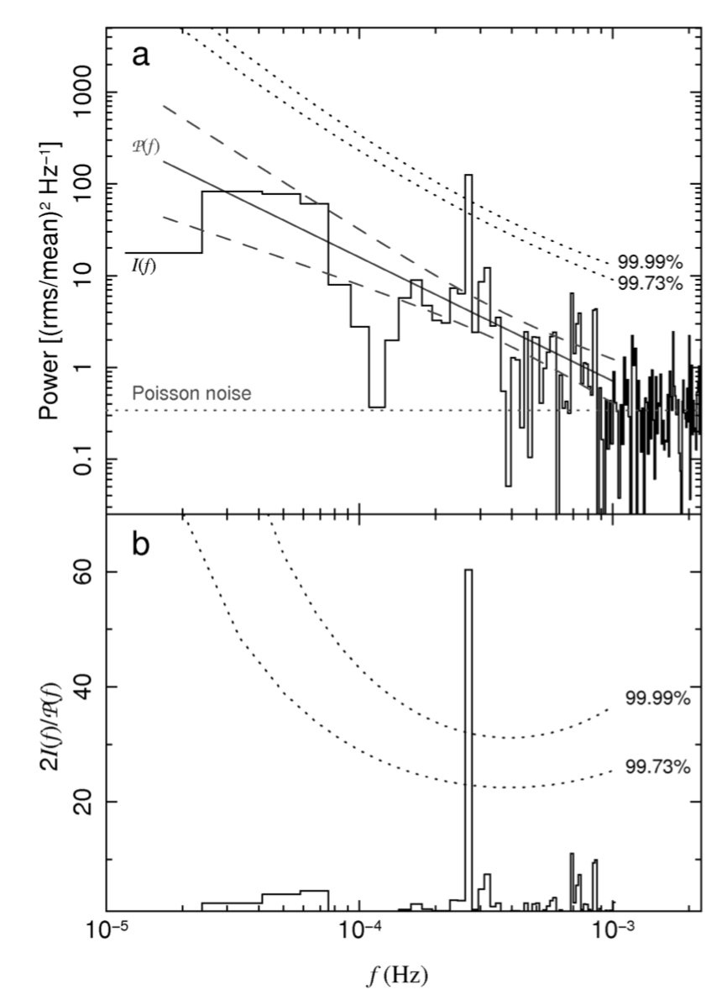 a
1000
100
10
1
0.1
Power [(rms/mean)² Hz⁻¹]
𝒫(f)
I(f)
99.99%
99.73%
Poisson noise
b
60
40
20
2I(f)/𝒫(f)
99.99%
99.73%
10⁻⁵
10⁻⁴
10⁻³
f (Hz)